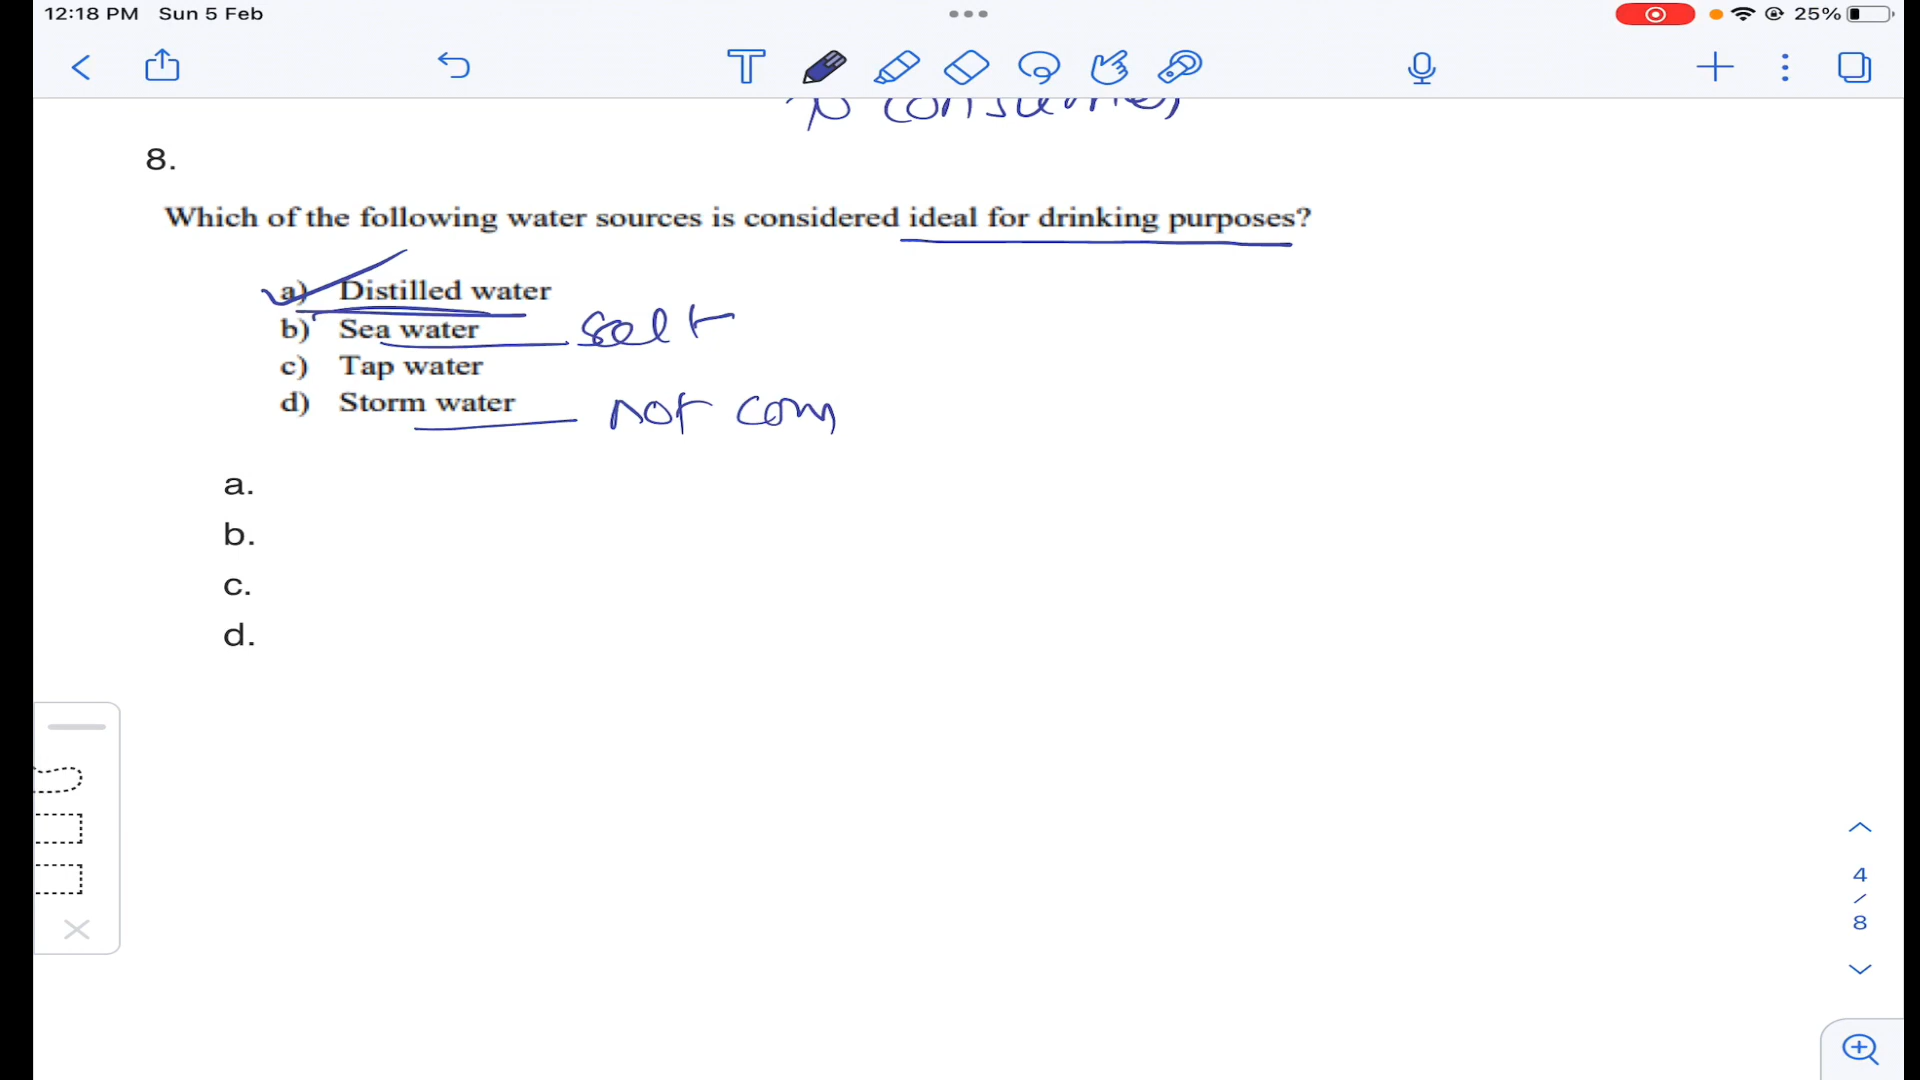 12:18 PM Sun 5 Feb
25%
T
consumer
8.
Which of the following water sources is considered ideal for drinking purposes?
a) Distilled water
b) Sea water salt
c) Tap water
d) Storm water not com
a.
b.
c.
d.
4
/
8